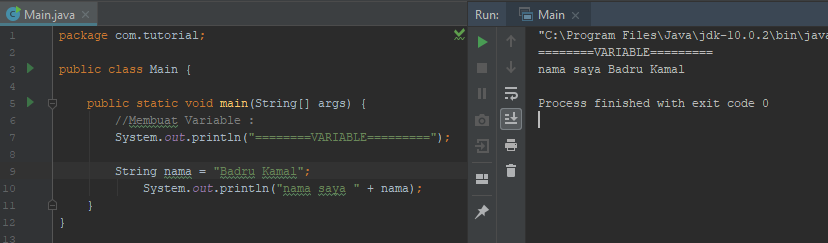 Main.java
1 package com.tutorial;
2
3 public class Main {
4
5 public static void main(String[] args) {
6 //Membuat Variable :
7 System.out.println("========VARIABLE=========");
8
9 String nama = "Badru Kamal";
10 System.out.println("nama saya " + nama);
11 }
12 }
13
Run: Main
"C:\Program Files\Java\jdk-10.0.2\bin\java
========VARIABLE=========
nama saya Badru Kamal
Process finished with exit code 0